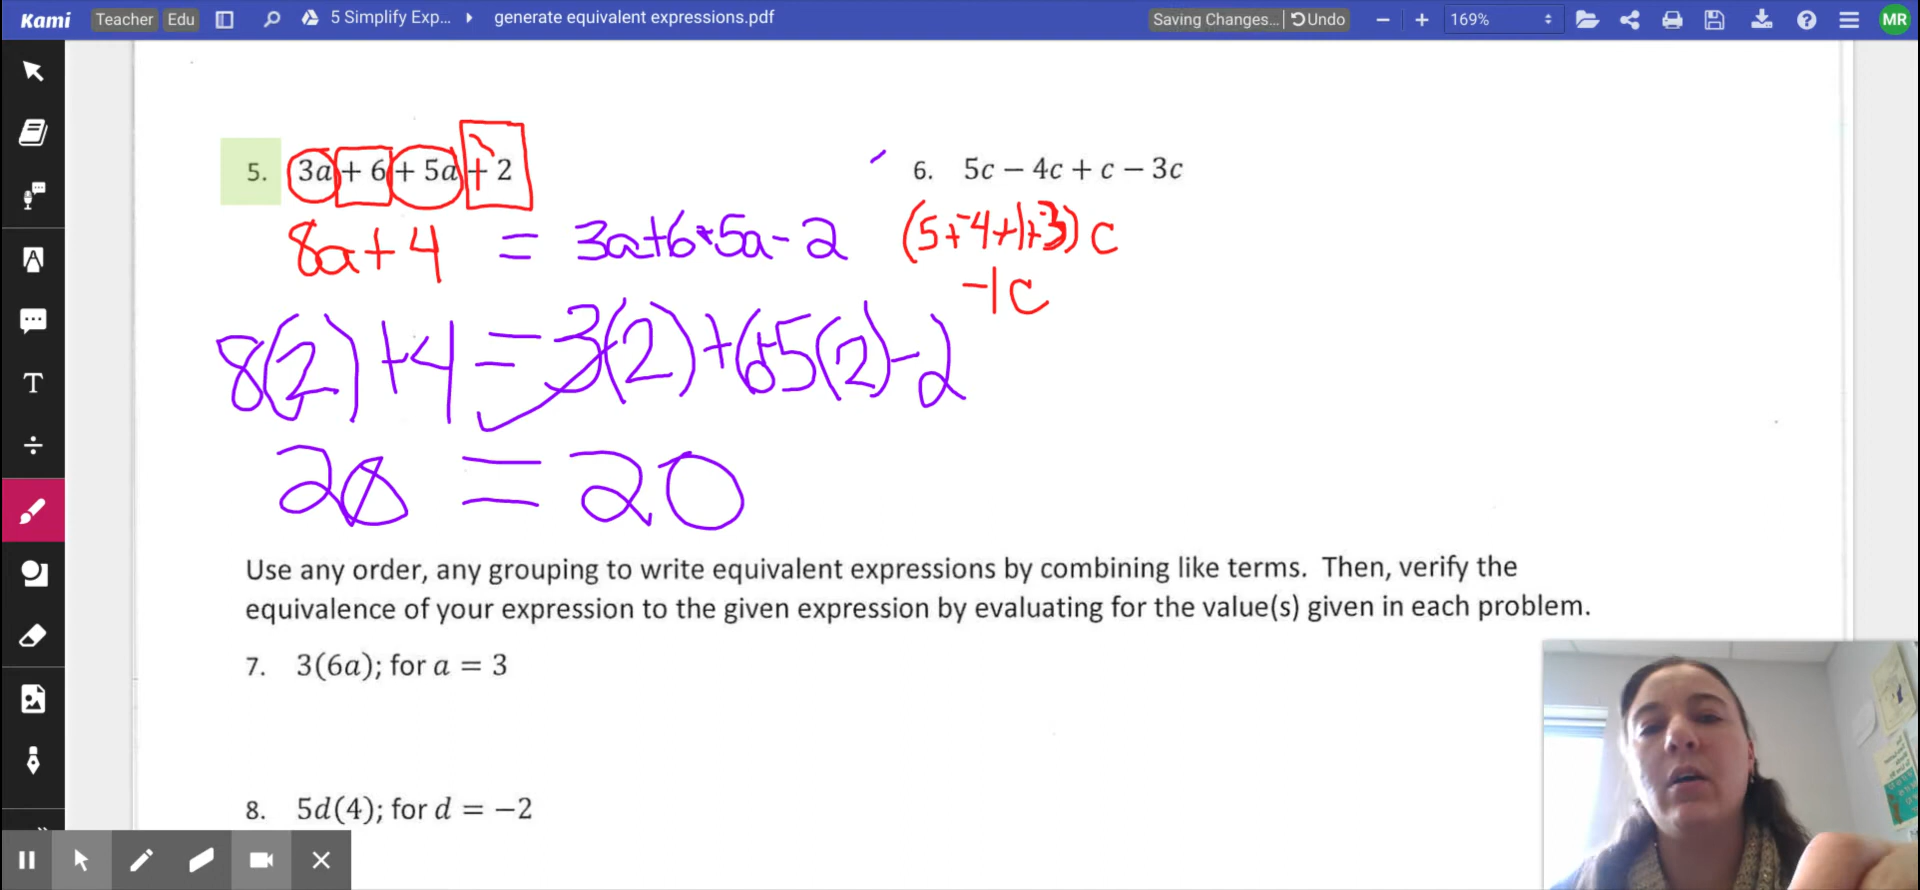 Kami Teacher Edu 5 Simplify Exp... generate equivalent expressions.pdf Saving Changes... Undo 169% MR
5. 3a + 6 + 5a + 2
6. 5c − 4c + c − 3c
8a + 4 = 3a+6+5a-2
(5+-4+1+-3) c
-1c
8(2) + 4 = 3(2)+6+5(2)-2
20 = 20
Use any order, any grouping to write equivalent expressions by combining like terms. Then, verify the
equivalence of your expression to the given expression by evaluating for the value(s) given in each problem.
7. 3(6a); for a = 3
8. 5d(4); for d = −2